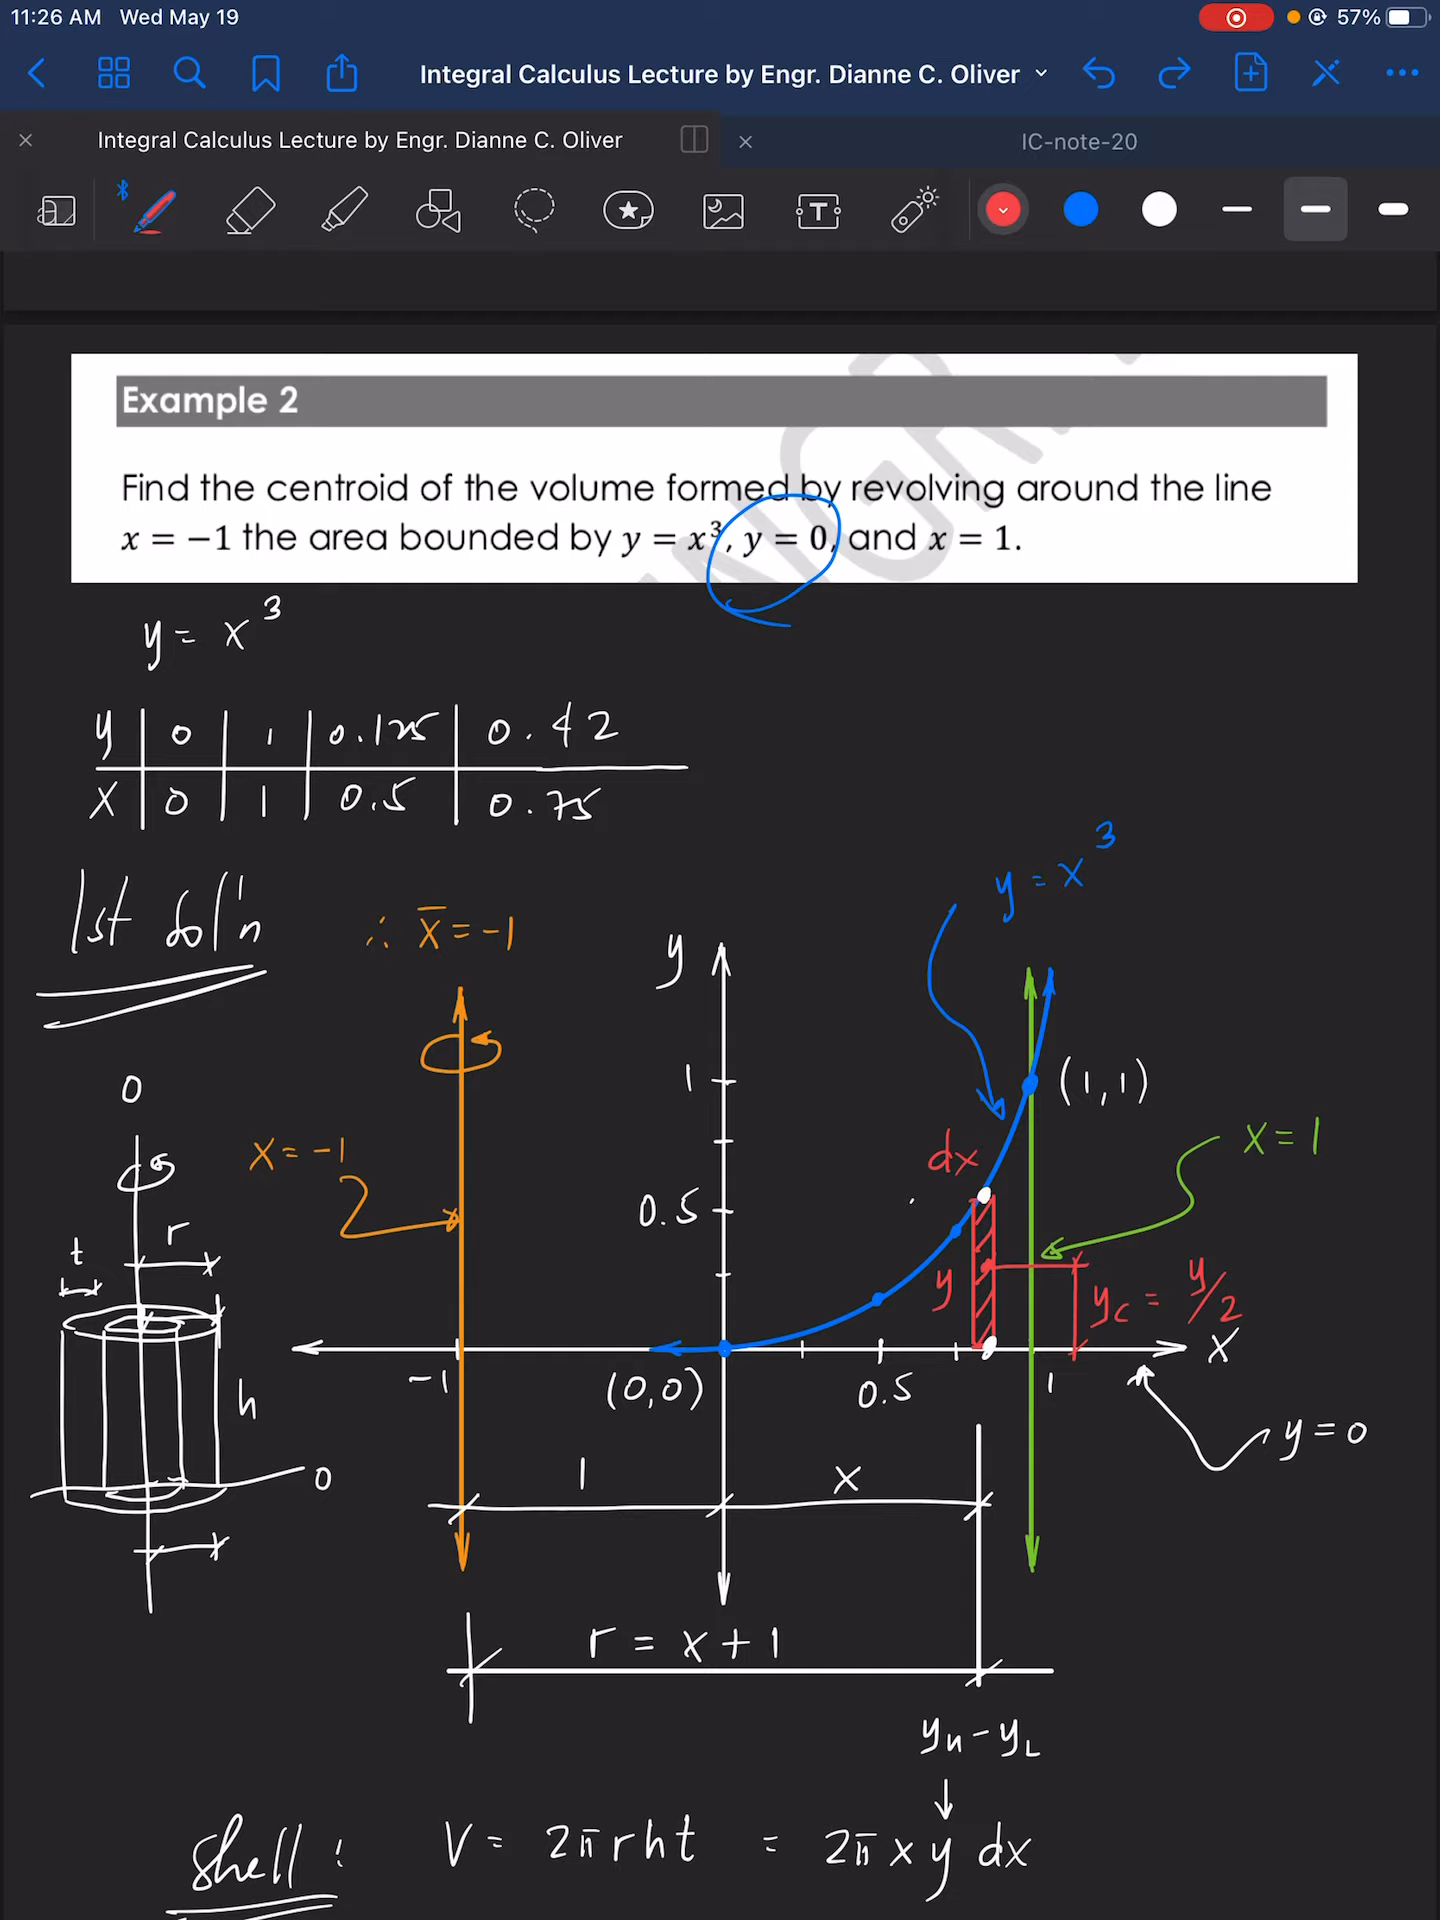 11:26 AM Wed May 19
57%
Integral Calculus Lecture by Engr. Dianne C. Oliver
Integral Calculus Lecture by Engr. Dianne C. Oliver
IC-note-20
T
Example 2
Find the centroid of the volume formed by revolving around the line
x = −1 the area bounded by y = x³, y = 0, and x = 1.
y = x³
y | 0 | 1 | 0.125 | 0.42
x | 0 | 1 | 0.5 | 0.75
1st sol'n
∴ x̄ = -1
y
y = x³
1
(1,1)
x = 1
x = -1
dx
0.5
y
y_c = y/2
x
-1
(0,0)
0.5
1
y = 0
0
r
t
h
0
1
x
r = x + 1
y_u - y_L
↓
Shell: V = 2π r h t = 2π x y dx